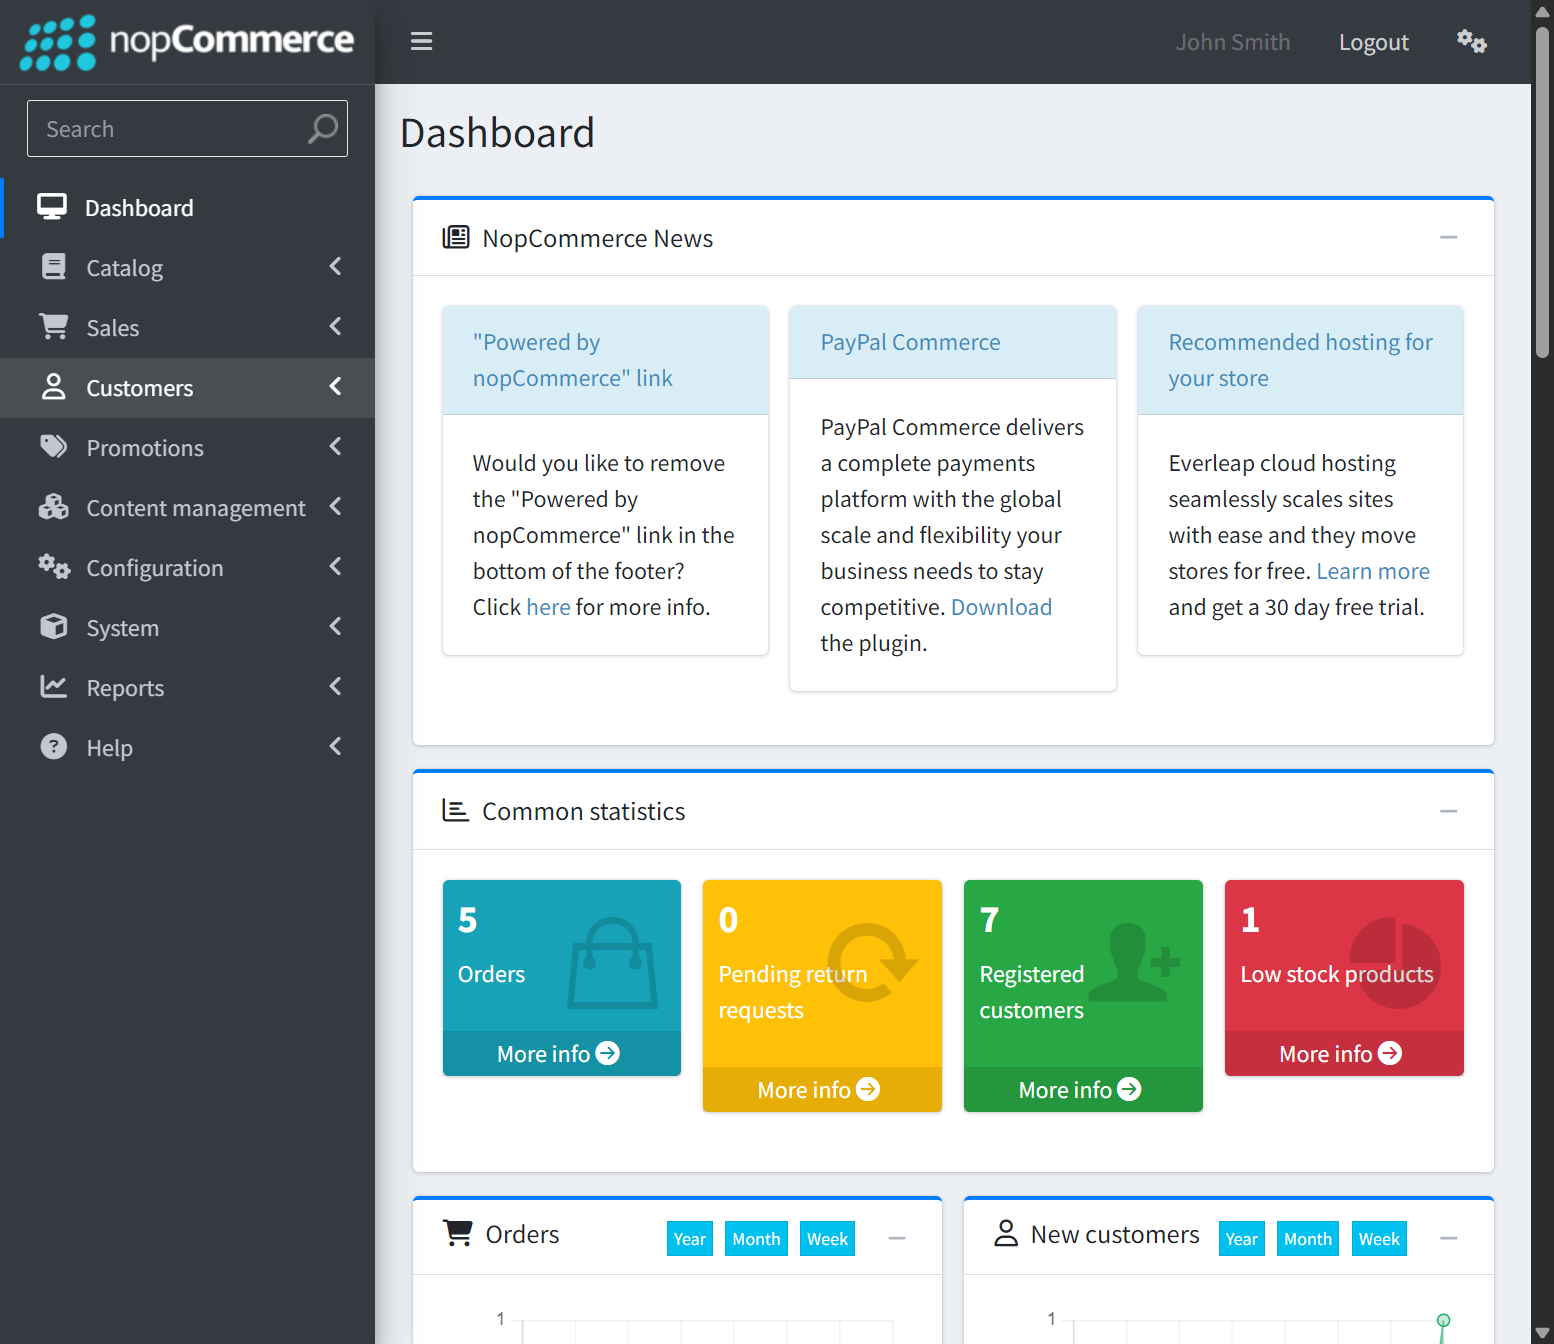 nopCommerce
John Smith
Logout
Search
Dashboard
Catalog
Sales
Customers
Promotions
Content management
Configuration
System
Reports
Help
Dashboard
NopCommerce News
"Powered by
nopCommerce" link
Would you like to remove
the "Powered by
nopCommerce" link in the
bottom of the footer?
Click here for more info.
PayPal Commerce
PayPal Commerce delivers
a complete payments
platform with the global
scale and flexibility your
business needs to stay
competitive. Download
the plugin.
Recommended hosting for
your store
Everleap cloud hosting
seamlessly scales sites
with ease and they move
stores for free. Learn more
and get a 30 day free trial.
Common statistics
5
Orders
More info
0
Pending return
requests
More info
7
Registered
customers
More info
1
Low stock products
More info
Orders
Year
Month
Week
1
New customers
Year
Month
Week
1